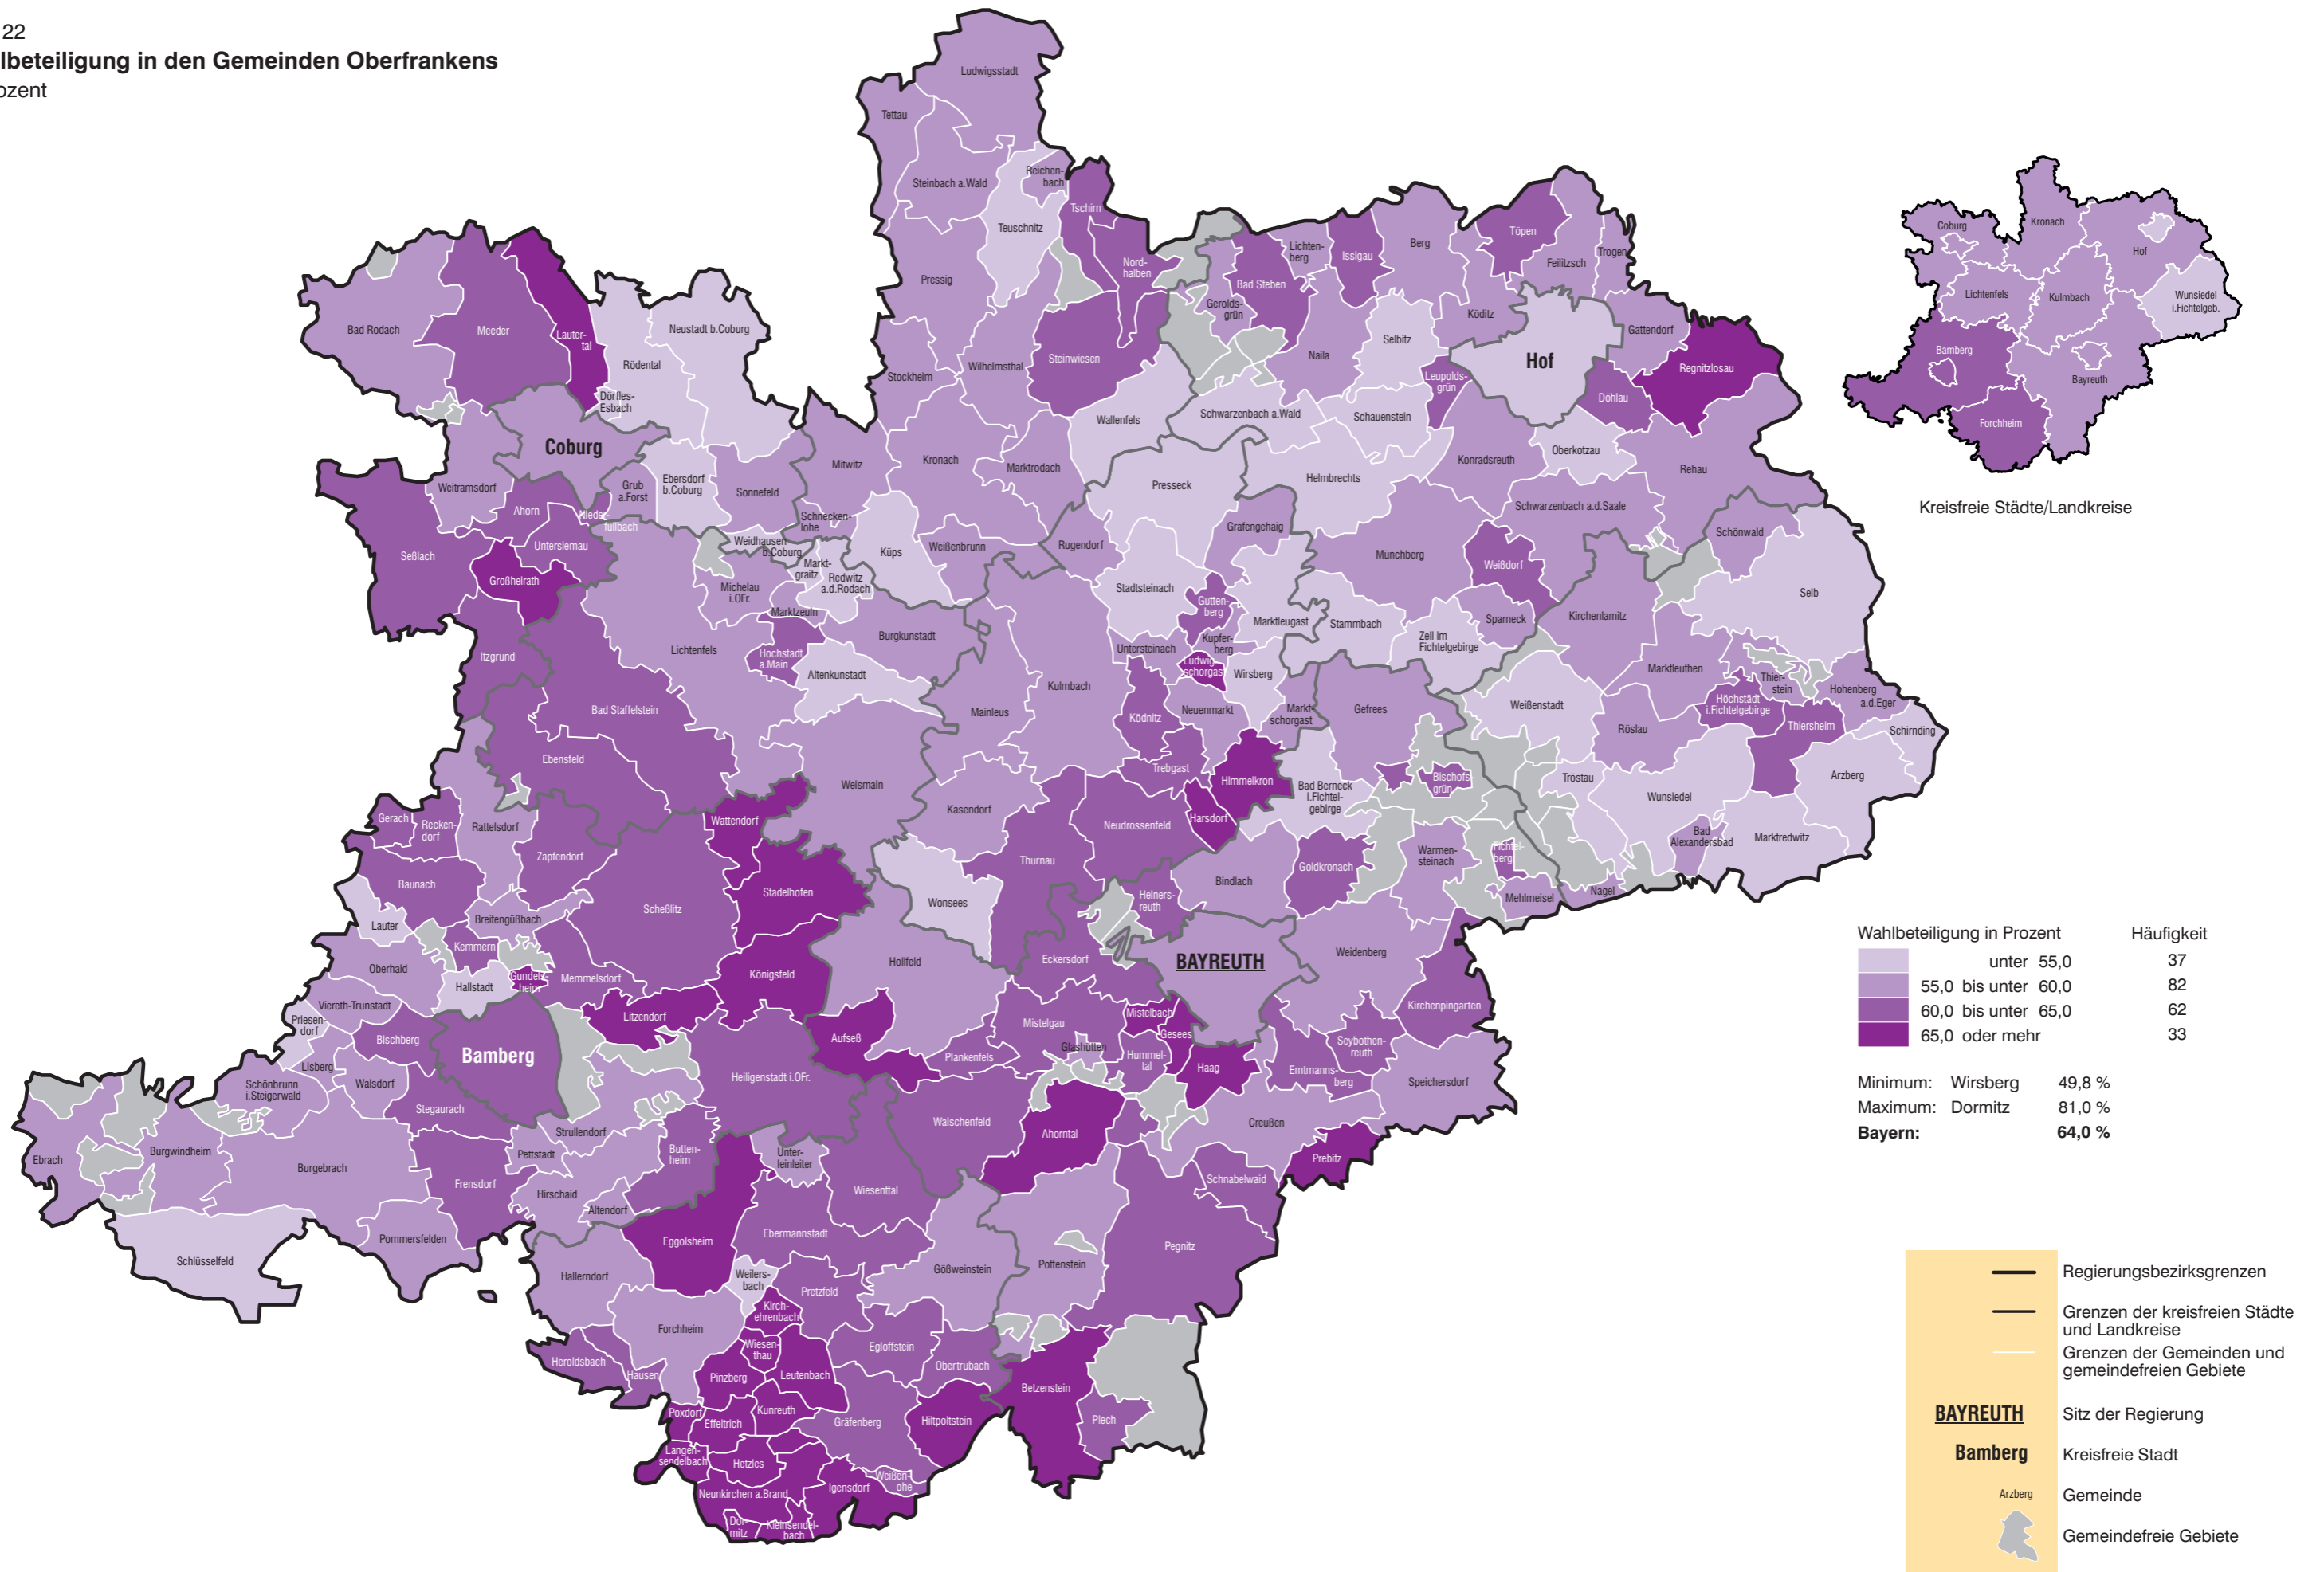 22
lbeteiligung in den Gemeinden Oberfrankens
ozent
Ludwigsstadt
Tettau
Steinbach a.Wald
Reichen-
bach
Tschirn
Teuschnitz
Nord-
halben
Pressig
Bad Steben
Lichten-
berg
Issigau
Berg
Töpen
Feilitzsch
Trogen
Gerolds-
grün
Köditz
Gattendorf
Bad Rodach
Meeder
Lauter-
tal
Neustadt b.Coburg
Rödental
Dörfles-
Esbach
Stockheim
Wilhelmsthal
Steinwiesen
Naila
Selbitz
Hof
Regnitzlosau
Leupolds-
grün
Döhlau
Wallenfels
Schwarzenbach a.Wald
Schauenstein
Coburg
Mitwitz
Kronach
Marktrodach
Presseck
Helmbrechts
Konradsreuth
Oberkotzau
Rehau
Weitramsdorf
Ahorn
Grub
a.Forst
Ebersdorf
b.Coburg
Sonnefeld
Nieder-
füllbach
Schnecken-
lohe
Grafengehaig
Schwarzenbach a.d.Saale
Schönwald
Seßlach
Untersiemau
Großheirath
Weidhausen
b.Coburg
Markt-
graitz
Redwitz
a.d.Rodach
Küps
Weißenbrunn
Rugendorf
Münchberg
Weißdorf
Selb
Michelau
i.OFr.
Marktzeuln
Stadtsteinach
Gutten-
berg
Marktleugast
Stammbach
Sparneck
Zell im
Fichtelgebirge
Kirchenlamitz
Itzgrund
Lichtenfels
Hochstadt
a.Main
Burgkunstadt
Altenkunstadt
Untersteinach
Kupfer-
berg
Ludwig-
schorgast
Wirsberg
Marktleuthen
Thier-
stein
Hohenberg
a.d.Eger
Höchstädt
i.Fichtelgebirge
Thiersheim
Schirnding
Kulmbach
Mainleus
Ködnitz
Neuenmarkt
Markt-
schorgast
Gefrees
Weißenstadt
Röslau
Bad Staffelstein
Ebensfeld
Weismain
Trebgast
Himmelkron
Bad Berneck
i.Fichtel-
gebirge
Bischofs-
grün
Tröstau
Wunsiedel
Arzberg
Kasendorf
Neudrossenfeld
Harsdorf
Gerach
Recken-
dorf
Rattelsdorf
Wattendorf
Zapfendorf
Thurnau
Bindlach
Goldkronach
Warmen-
steinach
Fichtel-
berg
Bad
Alexandersbad
Marktredwitz
Baunach
Stadelhofen
Scheßlitz
Wonsees
Heiners-
reuth
Mehlmeisel
Nagel
Lauter
Breitengüßbach
Kemmern
Oberhaid
Hallstadt
Gundels-
heim
Memmelsdorf
Königsfeld
Hollfeld
Eckersdorf
BAYREUTH
Weidenberg
Kirchenpingarten
Viereth-Trunstadt
Priesen-
dorf
Bischberg
Litzendorf
Aufseß
Mistelgau
Mistelbach
Gesees
Bamberg
Glashütten
Hummel-
tal
Haag
Seybothen-
reuth
Emtmanns-
berg
Speichersdorf
Lisberg
Plankenfels
Walsdorf
Schönbrunn
i.Steigerwald
Heiligenstadt i.OFr.
Stegaurach
Strullendorf
Waischenfeld
Ahorntal
Creußen
Ebrach
Burgwindheim
Burgebrach
Pettstadt
Butten-
heim
Unter-
leinleiter
Prebitz
Frensdorf
Hirschaid
Altendorf
Wiesenttal
Schnabelwaid
Pommersfelden
Schlüsselfeld
Eggolsheim
Ebermannstadt
Pegnitz
Hallerndorf
Weilers-
bach
Pretzfeld
Gößweinstein
Pottenstein
Kirch-
ehrenbach
Forchheim
Wiesen-
thau
Heroldsbach
Hausen
Pinzberg
Leutenbach
Egloffstein
Obertrubach
Betzenstein
Plech
Poxdorf
Effeltrich
Kunreuth
Gräfenberg
Hiltpoltstein
Langen-
sendelbach
Hetzles
Neunkirchen a.Brand
Igensdorf
Weißen-
ohe
Dor-
mitz
Kleinsendel-
bach
Coburg
Kronach
Hof
Lichtenfels
Kulmbach
Wunsiedel
i.Fichtelgeb.
Bamberg
Bayreuth
Forchheim
Kreisfreie Städte/Landkreise
Wahlbeteiligung in Prozent Häufigkeit
unter 55,0 37
55,0 bis unter 60,0 82
60,0 bis unter 65,0 62
65,0 oder mehr 33
Minimum: Wirsberg 49,8 %
Maximum: Dormitz 81,0 %
Bayern: 64,0 %
Regierungsbezirksgrenzen
Grenzen der kreisfreien Städte
und Landkreise
Grenzen der Gemeinden und
gemeindefreien Gebiete
BAYREUTH Sitz der Regierung
Bamberg Kreisfreie Stadt
Arzberg Gemeinde
Gemeindefreie Gebiete